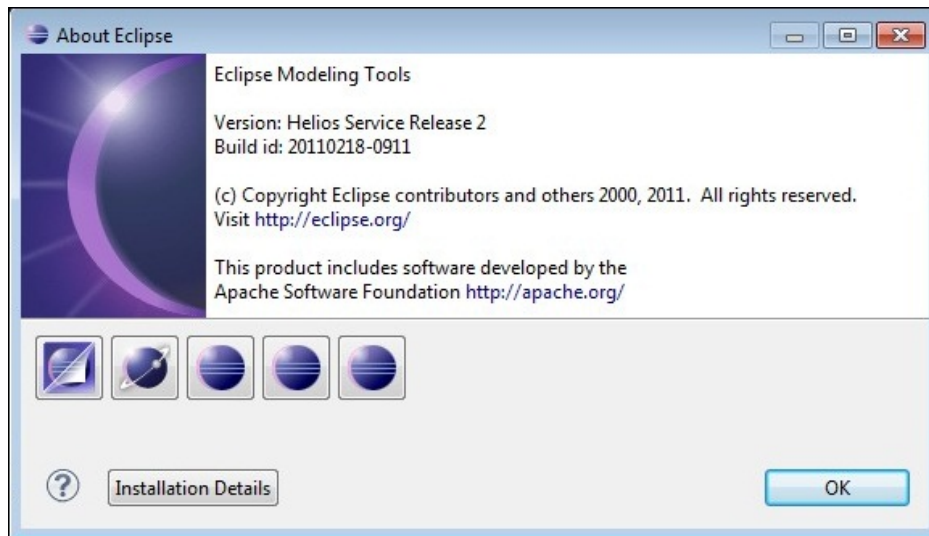 About Eclipse
Eclipse Modeling Tools
Version: Helios Service Release 2
Build id: 20110218-0911
(c) Copyright Eclipse contributors and others 2000, 2011.  All rights reserved.
Visit http://eclipse.org/
This product includes software developed by the
Apache Software Foundation http://apache.org/
?
Installation Details
OK